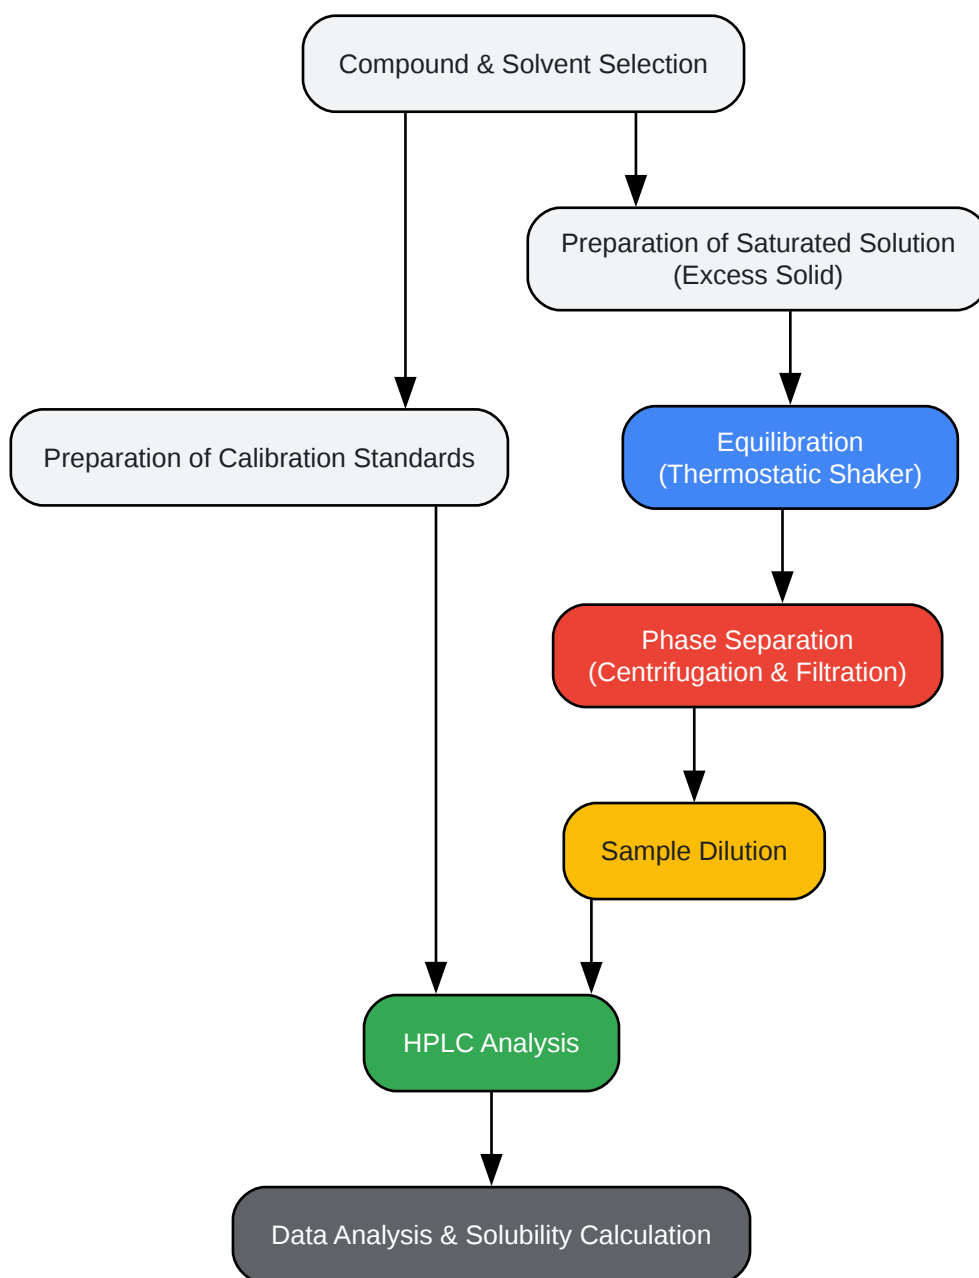 Compound & Solvent Selection
Preparation of Saturated Solution
(Excess Solid)
Preparation of Calibration Standards
Equilibration
(Thermostatic Shaker)
Phase Separation
(Centrifugation & Filtration)
Sample Dilution
HPLC Analysis
Data Analysis & Solubility Calculation